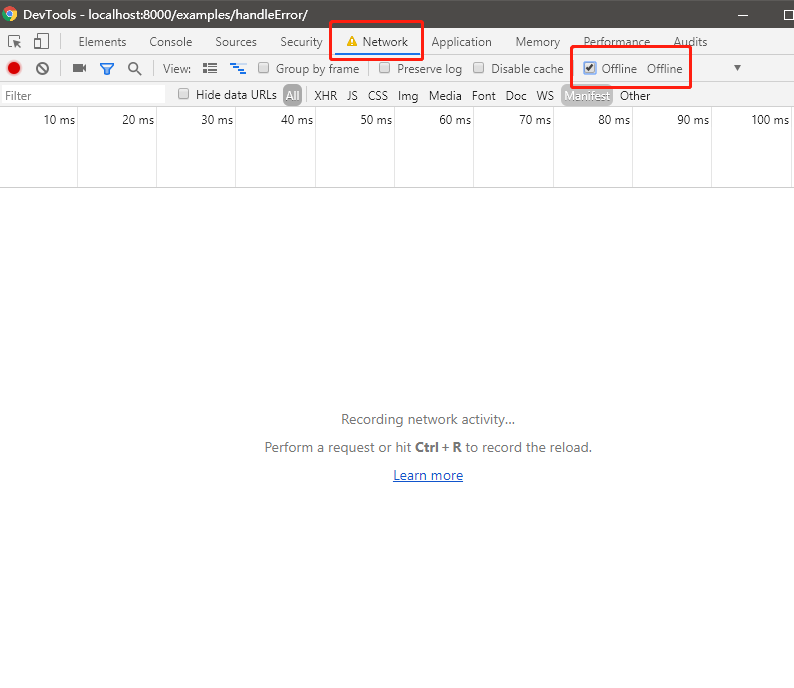 DevTools - localhost:8000/examples/handleError/
Elements Console Sources Security Network Application Memory Performance Audits
View: Group by frame Preserve log Disable cache Offline Offline
Filter Hide data URLs All XHR JS CSS Img Media Font Doc WS Manifest Other
10 ms 20 ms 30 ms 40 ms 50 ms 60 ms 70 ms 80 ms 90 ms 100 ms
Recording network activity...
Perform a request or hit Ctrl + R to record the reload.
Learn more